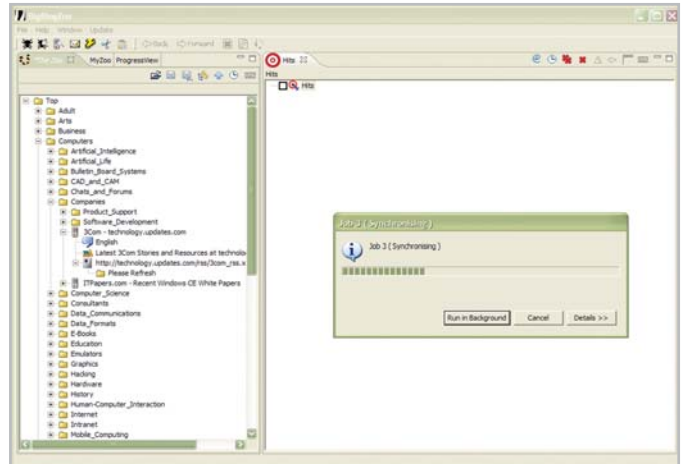 File Help Window Update
Back Forward
MyZoo ProgressView
Hits
Hits
Hits
Top
Adult
Arts
Business
Computers
Artificial_Intelligence
Artificial_Life
Bulletin_Board_Systems
CAD_and_CAM
Chats_and_Forums
Companies
Product_Support
Software_Development
3Com - technology.updates.com
English
Latest 3Com Stories and Resources at technolo
http://technology.updates.com/rss/3com_rss.x
Please Refresh
ITPapers.com - Recent Windows CE White Papers
Computer_Science
Consultants
Data_Communications
Data_Formats
E-Books
Education
Emulators
Graphics
Hacking
Hardware
History
Human-Computer_Interaction
Internet
Intranet
Mobile_Computing
Job 3 ( Synchronising )
Job 3 ( Synchronising )
Run in Background Cancel Details >>